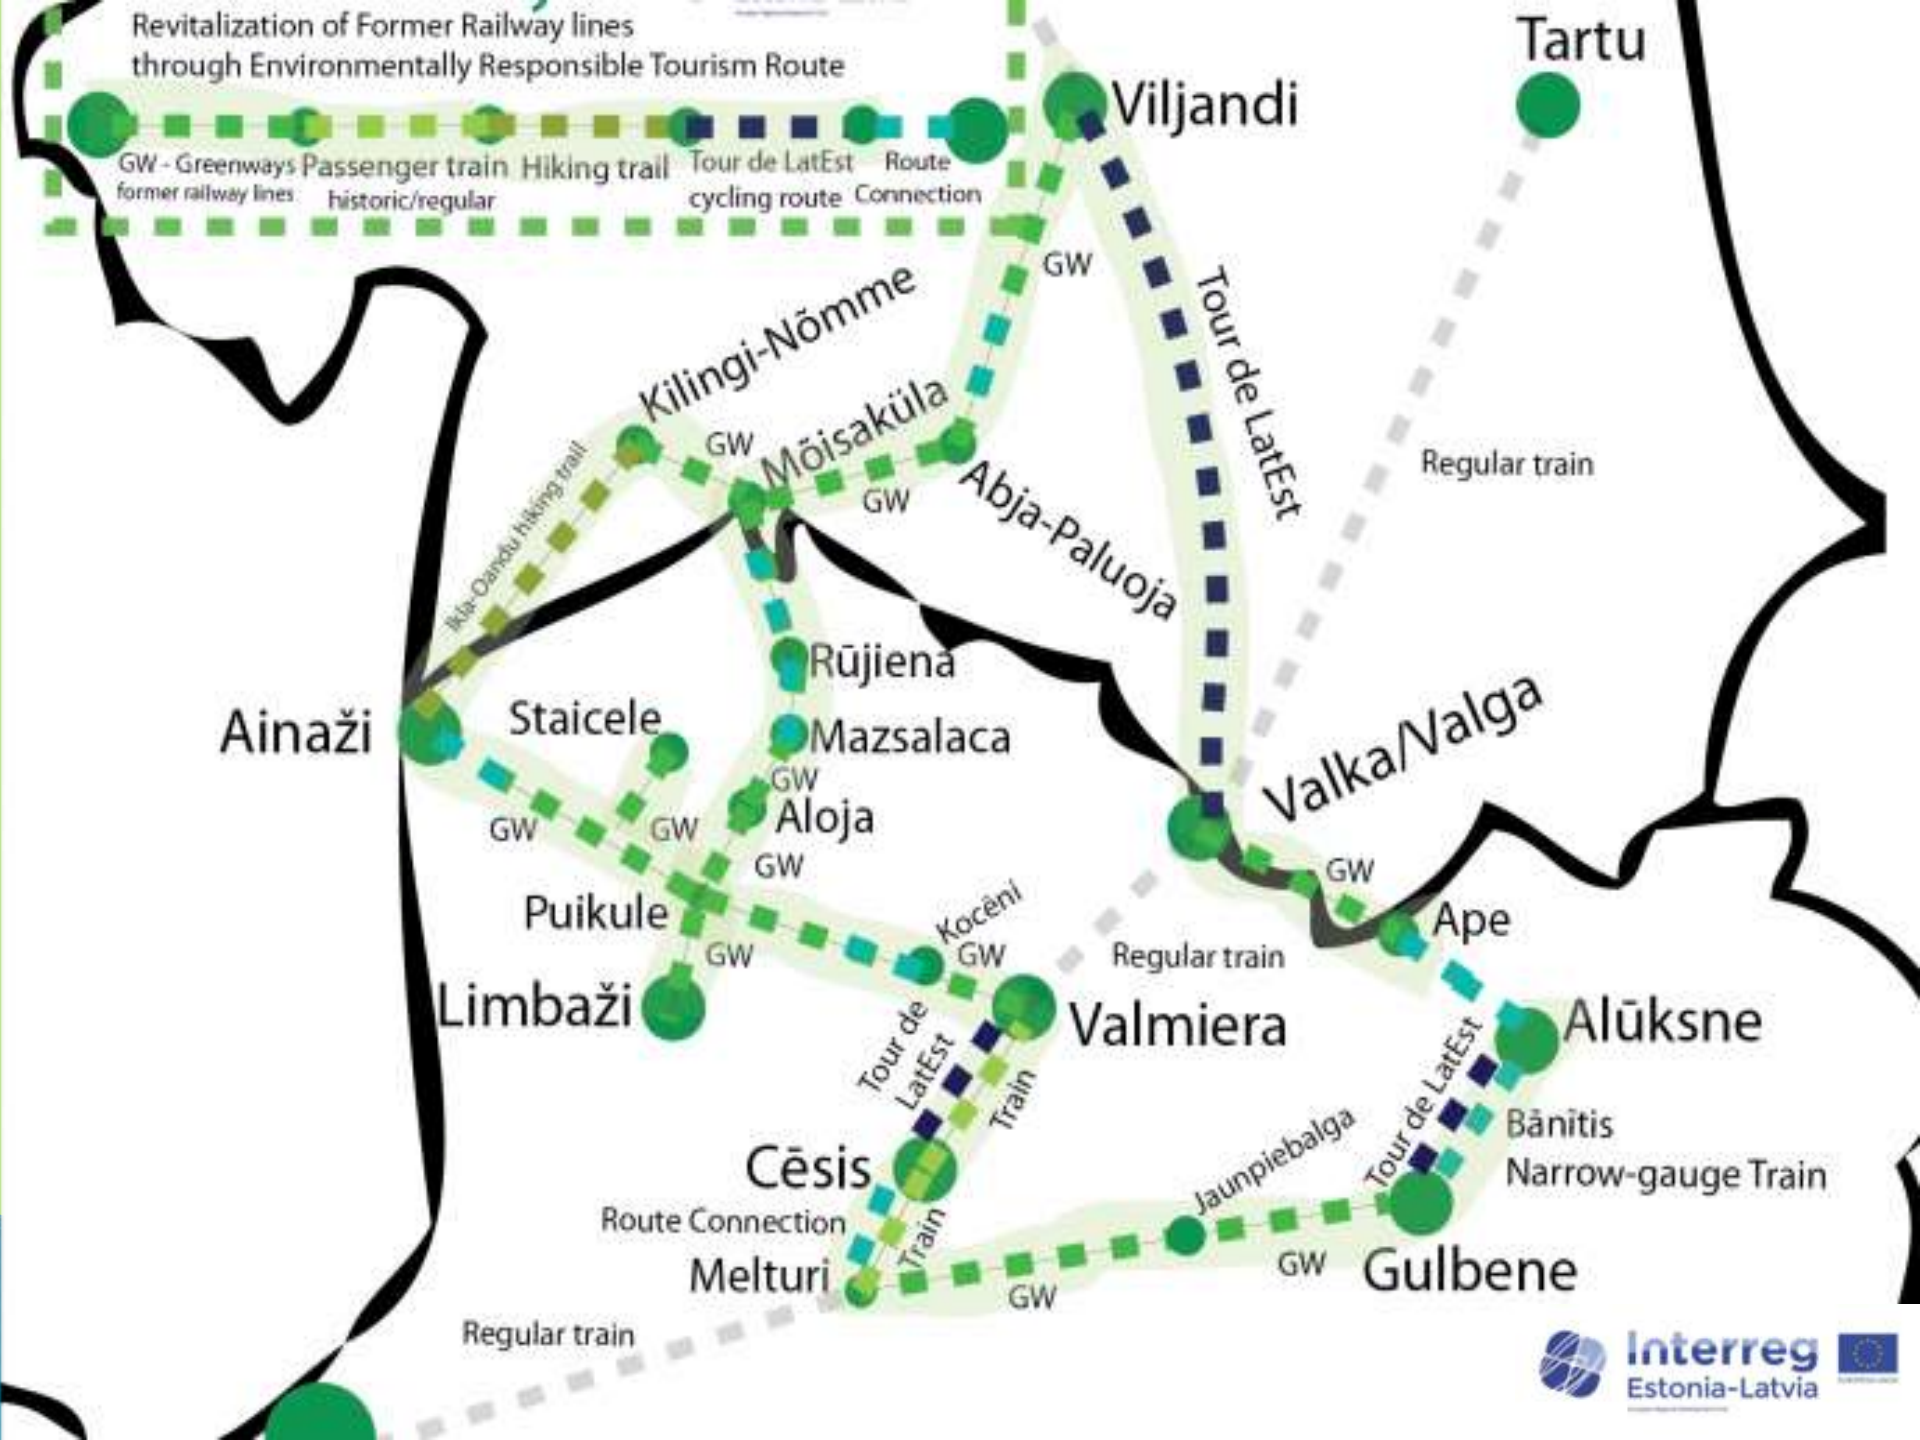 Revitalization of Former Railway lines
through Environmentally Responsible Tourism Route
GW - Greenways
former railway lines
Passenger train
historic/regular
Hiking trail
Tour de LatEst
cycling route
Route
Connection
Viljandi
Tartu
GW
Tour de LatEst
Kilingi-Nõmme
GW
Mõisaküla
GW
Abja-Paluoja
Regular train
Ikla-Oandu hiking trail
Rūjiena
Ainaži
Staicele
Mazsalaca
GW
Aloja
GW
GW
GW
Valka/Valga
GW
Ape
Puikule
GW
Kocēni
GW
Regular train
Limbaži
Valmiera
Alūksne
Tour de
LatEst
Train
Tour de LatEst
Bānītis
Narrow-gauge Train
Cēsis
Route Connection
Train
Jaunpiebalga
Melturi
GW
GW
Gulbene
Regular train
Interreg
Estonia-Latvia